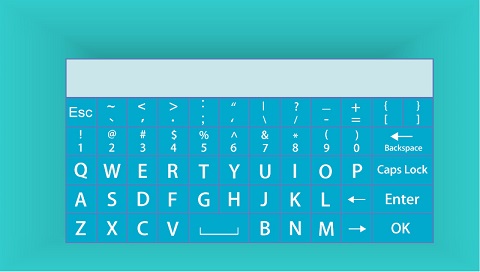 Esc ~ < > : “ | ? _ + { }
` , . ; ‘ \ / - = [ ]
! @ # $ % ^ & * ( )
1 2 3 4 5 6 7 8 9 0 ← Backspace
Q W E R T Y U I O P Caps Lock
A S D F G H J K L ← Enter
Z X C V B N M → OK